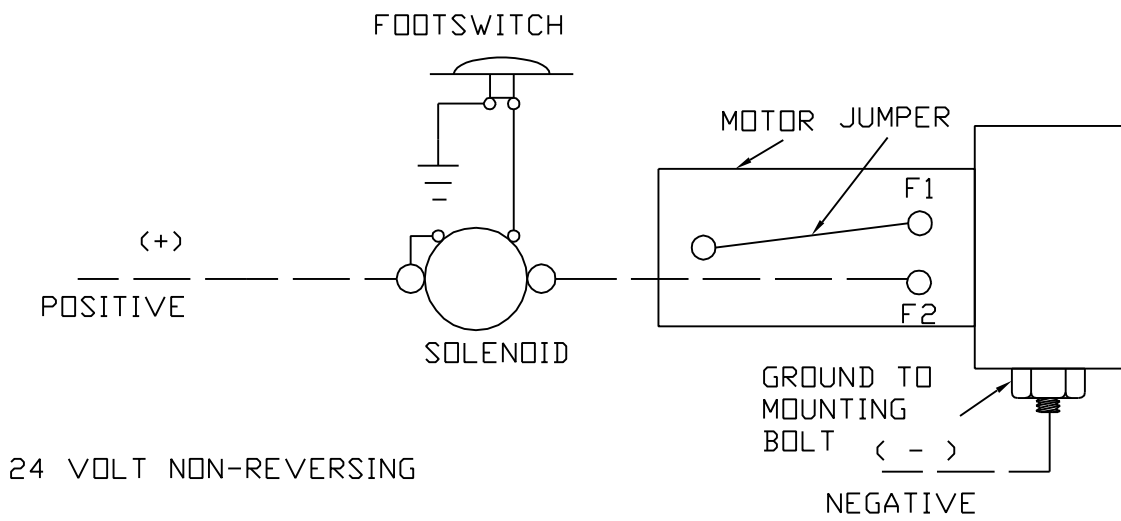 FOOTSWITCH
MOTOR
JUMPER
F1
(+)
POSITIVE
F2
SOLENOID
GROUND TO
MOUNTING
BOLT
( - )
24 VOLT NON-REVERSING
NEGATIVE